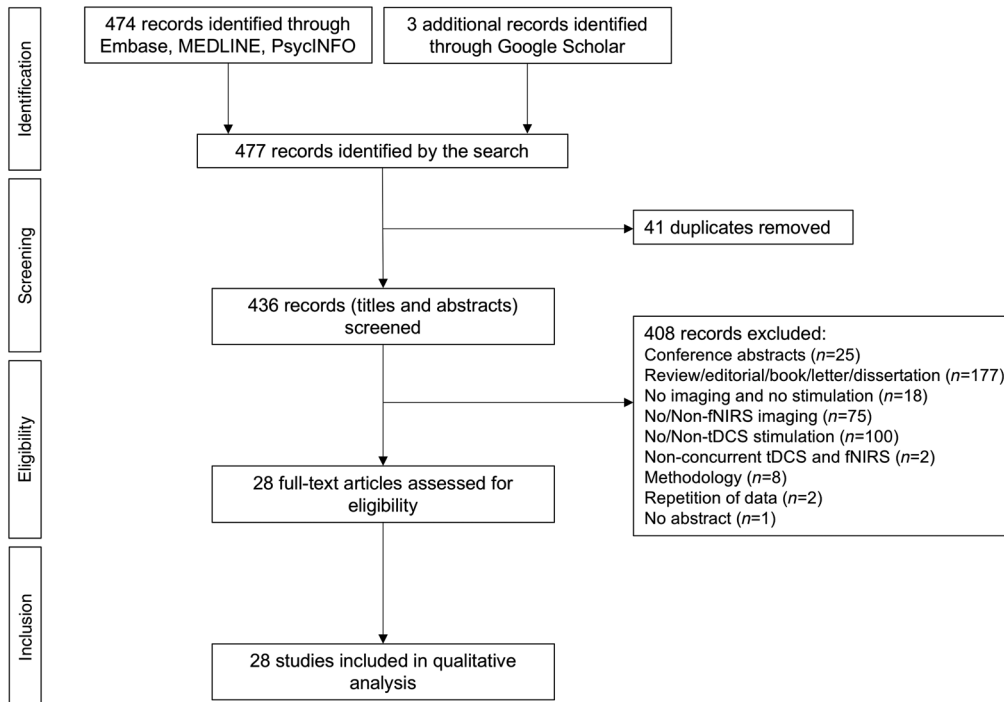 Identification
474 records identified through
Embase, MEDLINE, PsycINFO
3 additional records identified
through Google Scholar
477 records identified by the search
Screening
41 duplicates removed
436 records (titles and abstracts)
screened
Eligibility
408 records excluded:
Conference abstracts (n=25)
Review/editorial/book/letter/dissertation (n=177)
No imaging and no stimulation (n=18)
No/Non-fNIRS imaging (n=75)
No/Non-tDCS stimulation (n=100)
Non-concurrent tDCS and fNIRS (n=2)
Methodology (n=8)
Repetition of data (n=2)
No abstract (n=1)
28 full-text articles assessed for
eligibility
Inclusion
28 studies included in qualitative
analysis